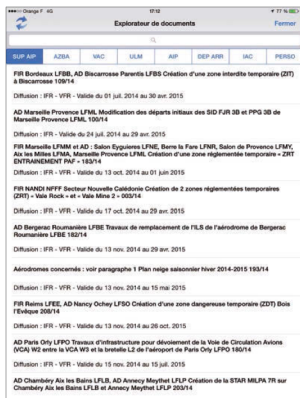 Orange F 4G 17:12 77 %
Explorateur de documents Fermer
SUP AIP AZBA VAC ULM AIP DEP ARR IAC PERSO
FIR Bordeaux LFBB, AD Biscarrosse Parentis LFBS Création d'une zone interdite temporaire (ZIT)
à Biscarrosse 109/14
Diffusion : IFR - VFR - Valide du 01 juil. 2014 au 30 avr. 2015
AD Marseille Provence LFML Modification des départs initiaux des SID FJR 3B et PPG 3B de
Marseille Provence LFML 100/14
Diffusion : IFR - Valide du 24 juil. 2014 au 29 avr. 2015
FIR Marseille LFMM et AD : Salon Eyguieres LFNE, Berre la Fare LFNR, Salon de Provence LFMY,
Aix les Milles LFMA, Marseille Provence LFML Création d'une zone réglementée temporaire « ZRT
ENTRAINEMENT PAF » 183/14
Diffusion : IFR - VFR - Valide du 13 oct. 2014 au 01 juin 2015
FIR NANDI NFFF Secteur Nouvelle Calédonie Création de 2 zones réglementées temporaires
(ZRT) « Vale Rock » et « Vale Mine 2 » 003/14
Diffusion : IFR - VFR - Valide du 17 oct. 2014 au 29 avr. 2015
AD Bergerac Roumanière LFBE Travaux de remplacement de l'ILS de l'aérodrome de Bergerac
Roumanière LFBE 182/14
Diffusion : IFR - VFR - Valide du 13 nov. 2014 au 29 avr. 2015
Aérodromes concernés : voir paragraphe 1 Plan neige saisonnier hiver 2014-2015 193/14
Diffusion : IFR - VFR - Valide du 13 nov. 2014 au 15 mai 2015
FIR Reims LFEE, AD Nancy Ochey LFSO Création d'une zone dangereuse temporaire (ZDT) Bois
l'Evêque 208/14
Diffusion : IFR - VFR - Valide du 13 nov. 2014 au 26 oct. 2015
AD Paris Orly LFPO Travaux d'infrastructure pour dévoiement de la Voie de Circulation Avions
(VCA) W2 entre la VCA W3 et la bretelle L2 de l'aéroport de Paris Orly LFPO 180/14
Diffusion : IFR - VFR - Valide du 15 nov. 2014 au 15 juil. 2015
AD Chambéry Aix les Bains LFLB, AD Annecy Meythet LFLP Création de la STAR MILPA 7R sur
Chambéry Aix les Bains LFLB et Annecy Meythet LFLP 203/14